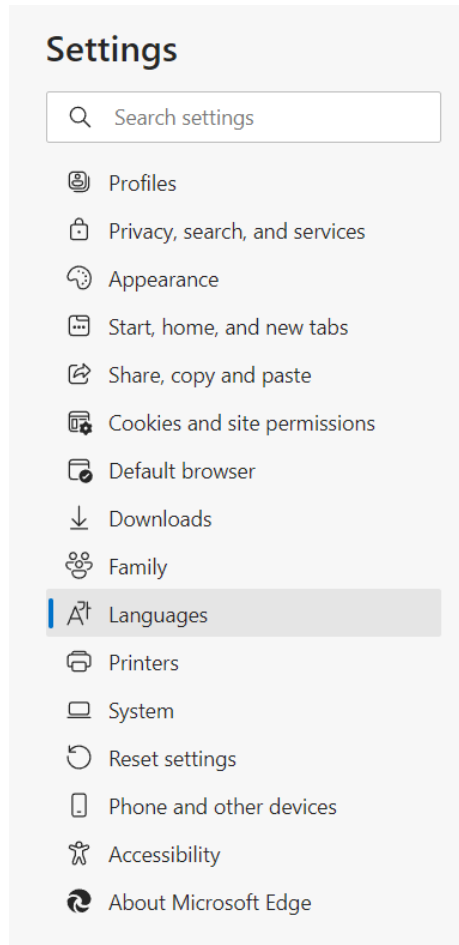 Settings
Search settings
Profiles
Privacy, search, and services
Appearance
Start, home, and new tabs
Share, copy and paste
Cookies and site permissions
Default browser
Downloads
Family
Languages
Printers
System
Reset settings
Phone and other devices
Accessibility
About Microsoft Edge